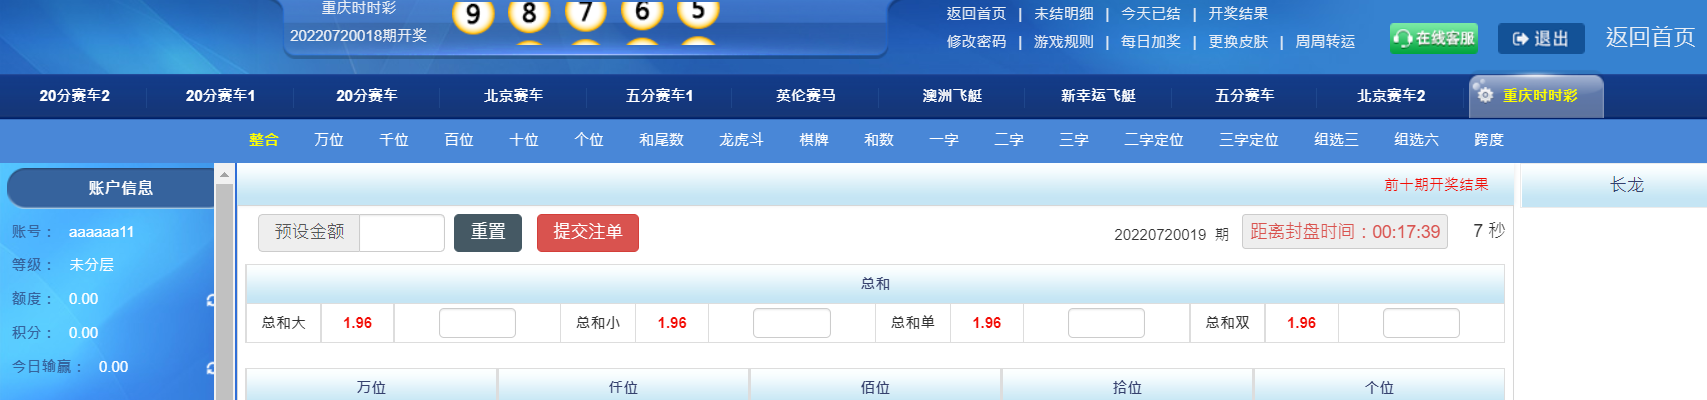 重庆时时彩
20220720018期开奖
9 8 7 6 5
返回首页 | 未结明细 | 今天已结 | 开奖结果
修改密码 | 游戏规则 | 每日加奖 | 更换皮肤 | 周周转运
在线客服
退出
返回首页
20分赛车2 20分赛车1 20分赛车 北京赛车 五分赛车1 英伦赛马 澳洲飞艇 新幸运飞艇 五分赛车 北京赛车2 重庆时时彩
整合 万位 千位 百位 十位 个位 和尾数 龙虎斗 棋牌 和数 一字 二字 三字 二字定位 三字定位 组选三 组选六 跨度
账户信息
账号： aaaaaa11
等级： 未分层
额度： 0.00
积分： 0.00
今日输赢： 0.00
前十期开奖结果
长龙
预设金额 重置 提交注单
20220720019 期 距离封盘时间：00:17:39 7 秒
总和
总和大 1.96 总和小 1.96 总和单 1.96 总和双 1.96
万位 仟位 佰位 拾位 个位